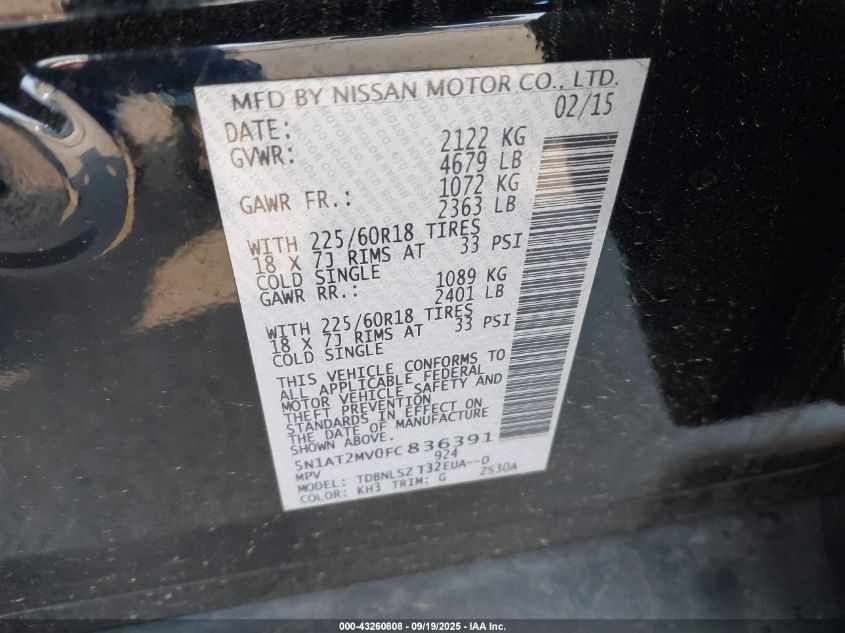 MFD BY NISSAN MOTOR CO., LTD.
DATE: 02/15
GVWR: 2122 KG
4679 LB
GAWR FR.: 1072 KG
2363 LB
WITH 225/60R18 TIRES
18 X 7J RIMS AT 33 PSI
COLD SINGLE
GAWR RR.: 1089 KG
2401 LB
WITH 225/60R18 TIRES
18 X 7J RIMS AT 33 PSI
COLD SINGLE
THIS VEHICLE CONFORMS TO
ALL APPLICABLE FEDERAL
MOTOR VEHICLE SAFETY AND
THEFT PREVENTION
STANDARDS IN EFFECT ON
THE DATE OF MANUFACTURE
SHOWN ABOVE.
5N1AT2MV0FC836391
MPV 924
MODEL: TDBNLSZ T32EUA--D
COLOR: KH3 TRIM: G ZS30A
000-43260808 - 09/19/2025 - IAA Inc.